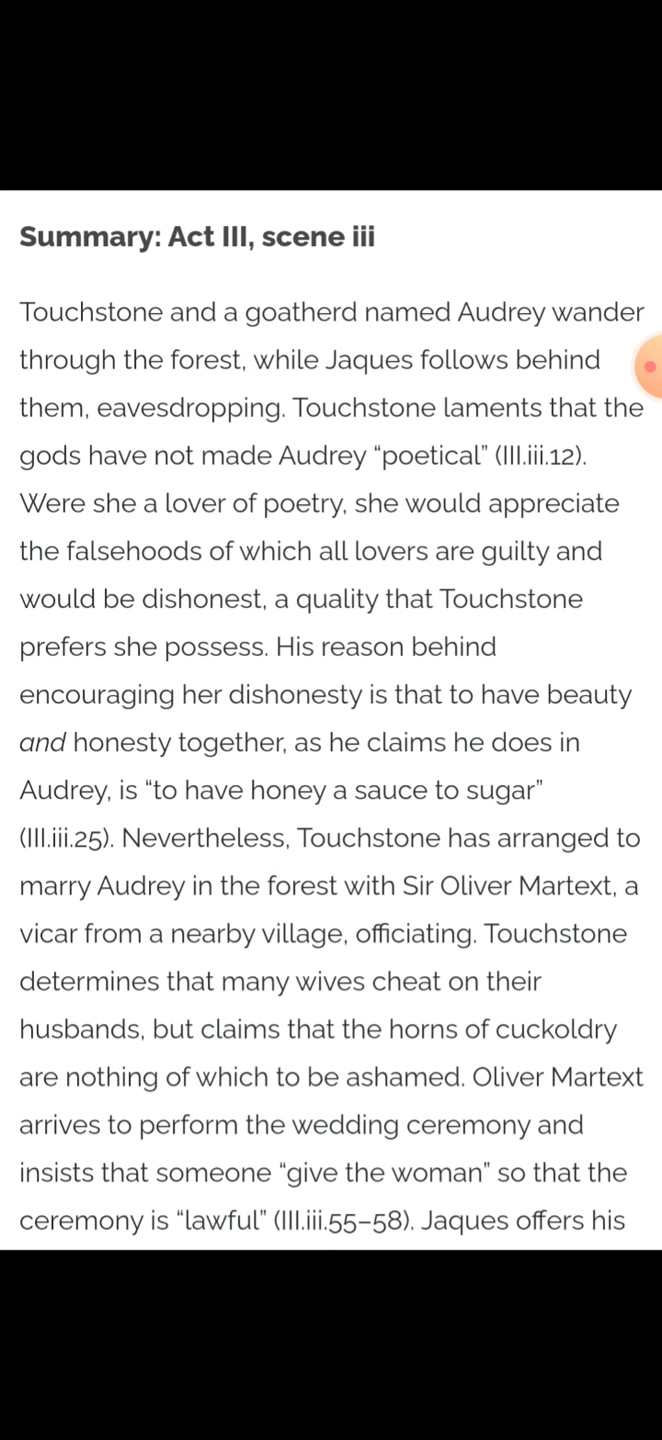 Summary: Act III, scene iii
Touchstone and a goatherd named Audrey wander
through the forest, while Jaques follows behind
them, eavesdropping. Touchstone laments that the
gods have not made Audrey “poetical” (III.iii.12).
Were she a lover of poetry, she would appreciate
the falsehoods of which all lovers are guilty and
would be dishonest, a quality that Touchstone
prefers she possess. His reason behind
encouraging her dishonesty is that to have beauty
and honesty together, as he claims he does in
Audrey, is “to have honey a sauce to sugar”
(III.iii.25). Nevertheless, Touchstone has arranged to
marry Audrey in the forest with Sir Oliver Martext, a
vicar from a nearby village, officiating. Touchstone
determines that many wives cheat on their
husbands, but claims that the horns of cuckoldry
are nothing of which to be ashamed. Oliver Martext
arrives to perform the wedding ceremony and
insists that someone “give the woman” so that the
ceremony is “lawful” (III.iii.55–58). Jaques offers his